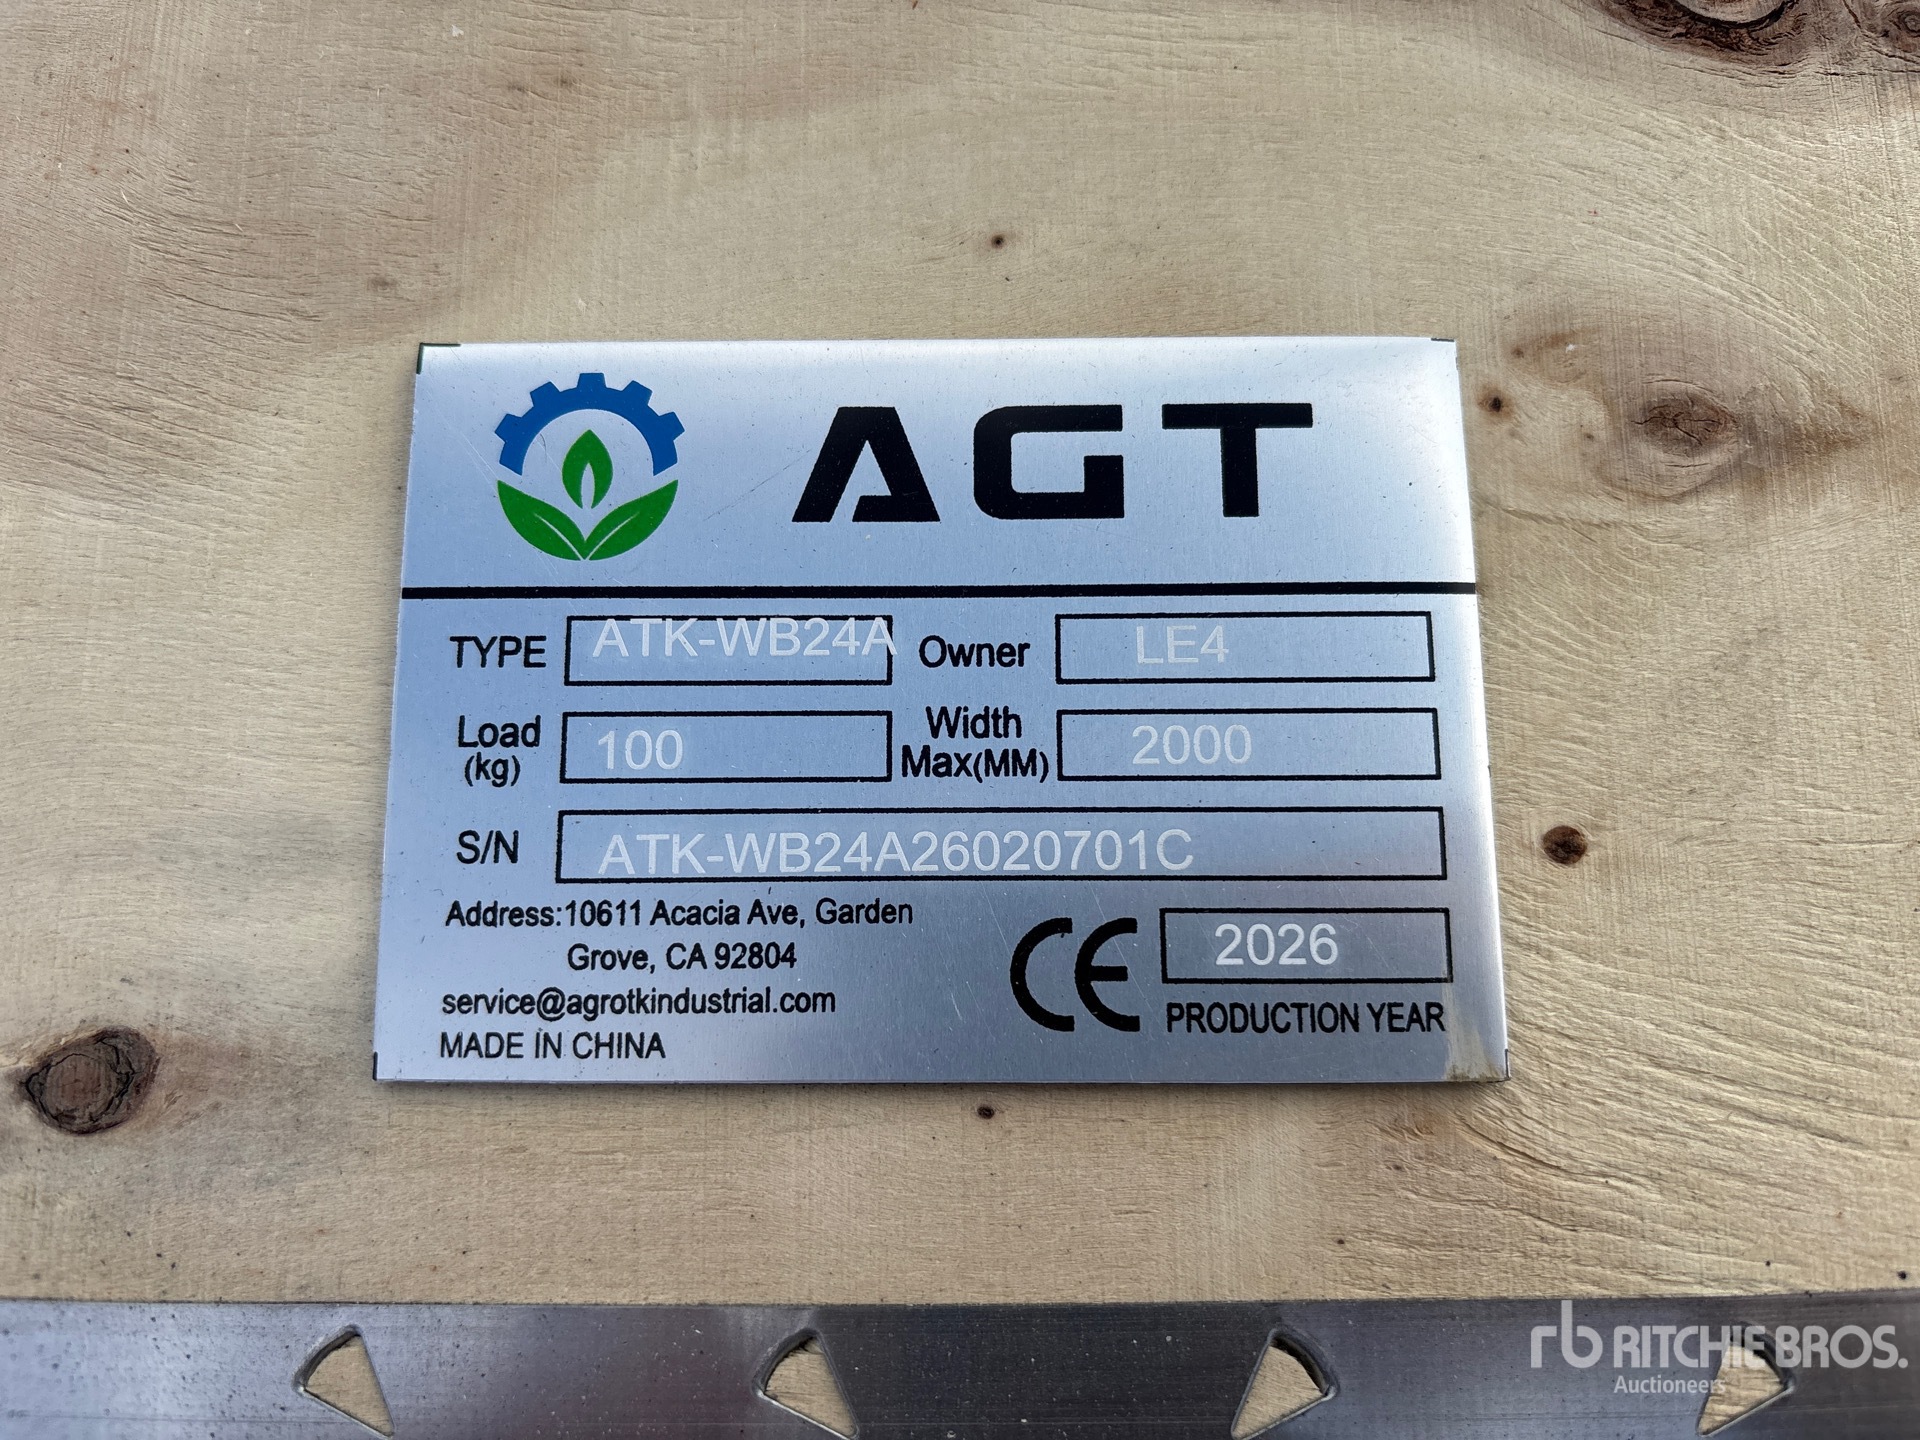 AGT
TYPE ATK-WB24A Owner LE4
Load (kg) 100 Width Max(MM) 2000
S/N ATK-WB24A26020701C
Address:10611 Acacia Ave, Garden
Grove, CA 92804
service@agrotkindustrial.com
MADE IN CHINA
CE 2026
PRODUCTION YEAR
rb RITCHIE BROS.
Auctioneers